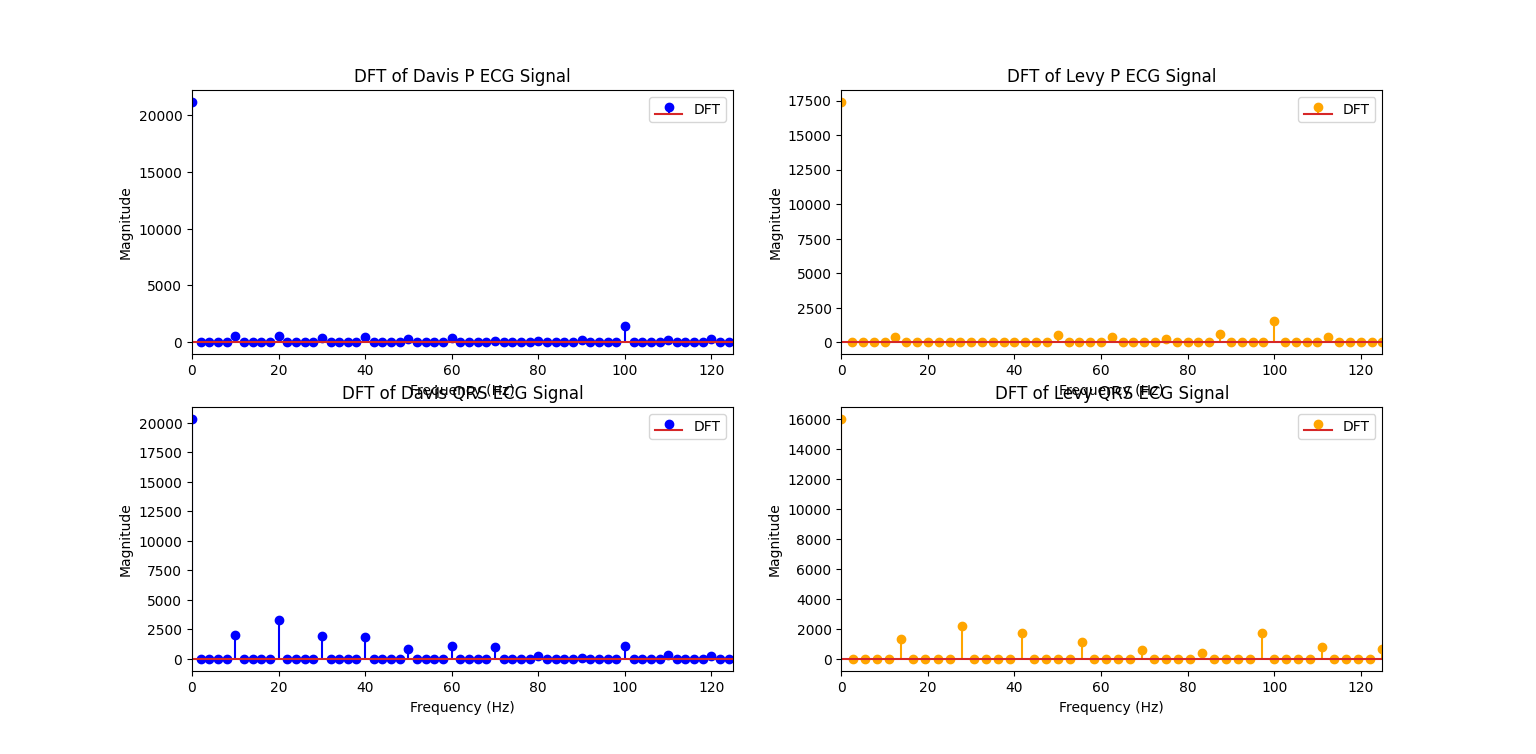 DFT of Davis P ECG Signal
DFT
20000
15000
10000
5000
0
Magnitude
0 20 40 60 80 100 120
Frequency (Hz)
DFT of Levy P ECG Signal
DFT
17500
15000
12500
10000
7500
5000
2500
0
Magnitude
0 20 40 60 80 100 120
Frequency (Hz)
DFT of Davis QRS ECG Signal
DFT
20000
17500
15000
12500
10000
7500
5000
2500
0
Magnitude
0 20 40 60 80 100 120
Frequency (Hz)
DFT of Levy QRS ECG Signal
DFT
16000
14000
12000
10000
8000
6000
4000
2000
0
Magnitude
0 20 40 60 80 100 120
Frequency (Hz)